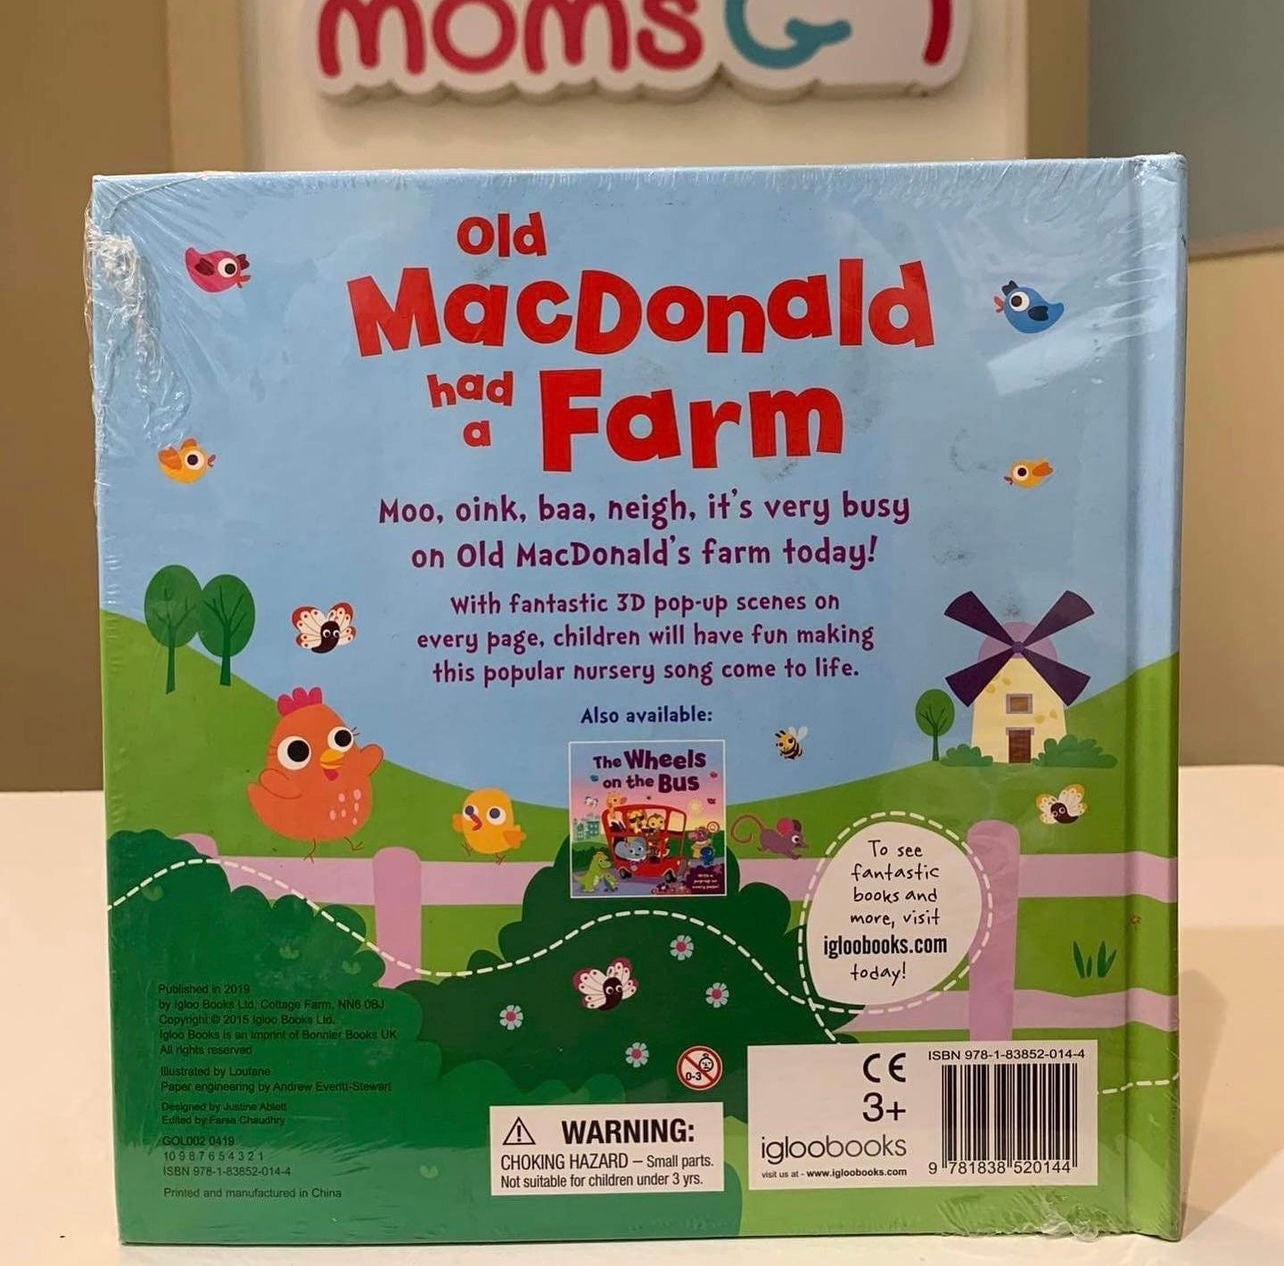 moms
Old
MacDonald
had
a Farm
Moo, oink, baa, neigh, it's very busy
on Old MacDonald's farm today!
With fantastic 3D pop-up scenes on
every page, children will have fun making
this popular nursery song come to life.
Also available:
The Wheels
on the Bus
To see
fantastic
books and
more, visit
igloobooks.com
today!
Published in 2019
by Igloo Books Ltd, Cottage Farm, NN6 0BJ
Copyright © 2015 Igloo Books Ltd.
Igloo Books is an imprint of Bonnier Books UK
All rights reserved
Illustrated by Loufane
Paper engineering by Andrew Everitt-Stewart
Designed by Justine Ablett
Edited by Farsa Chaudhry
GOL002 0419
10 9 8 7 6 5 4 3 2 1
ISBN 978-1-83852-014-4
Printed and manufactured in China
0-3
WARNING:
CHOKING HAZARD – Small parts.
Not suitable for children under 3 yrs.
CE
3+
igloobooks
visit us at - www.igloobooks.com
ISBN 978-1-83852-014-4
9 781838 520144